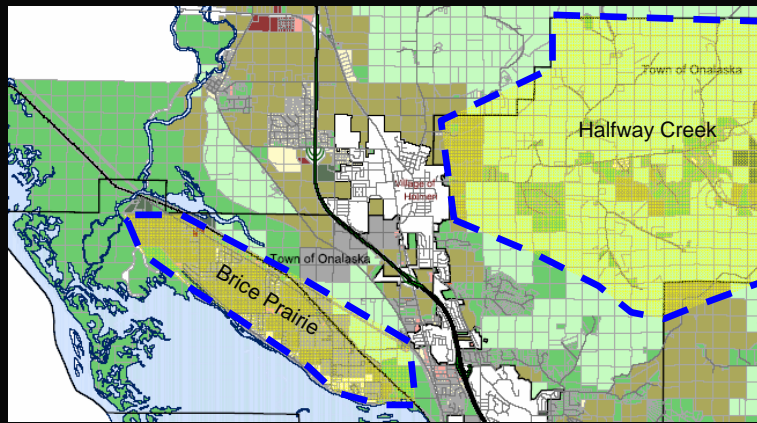 Town of Onalaska
Halfway Creek
Village of
Holmen
Town of Onalaska
Brice Prairie